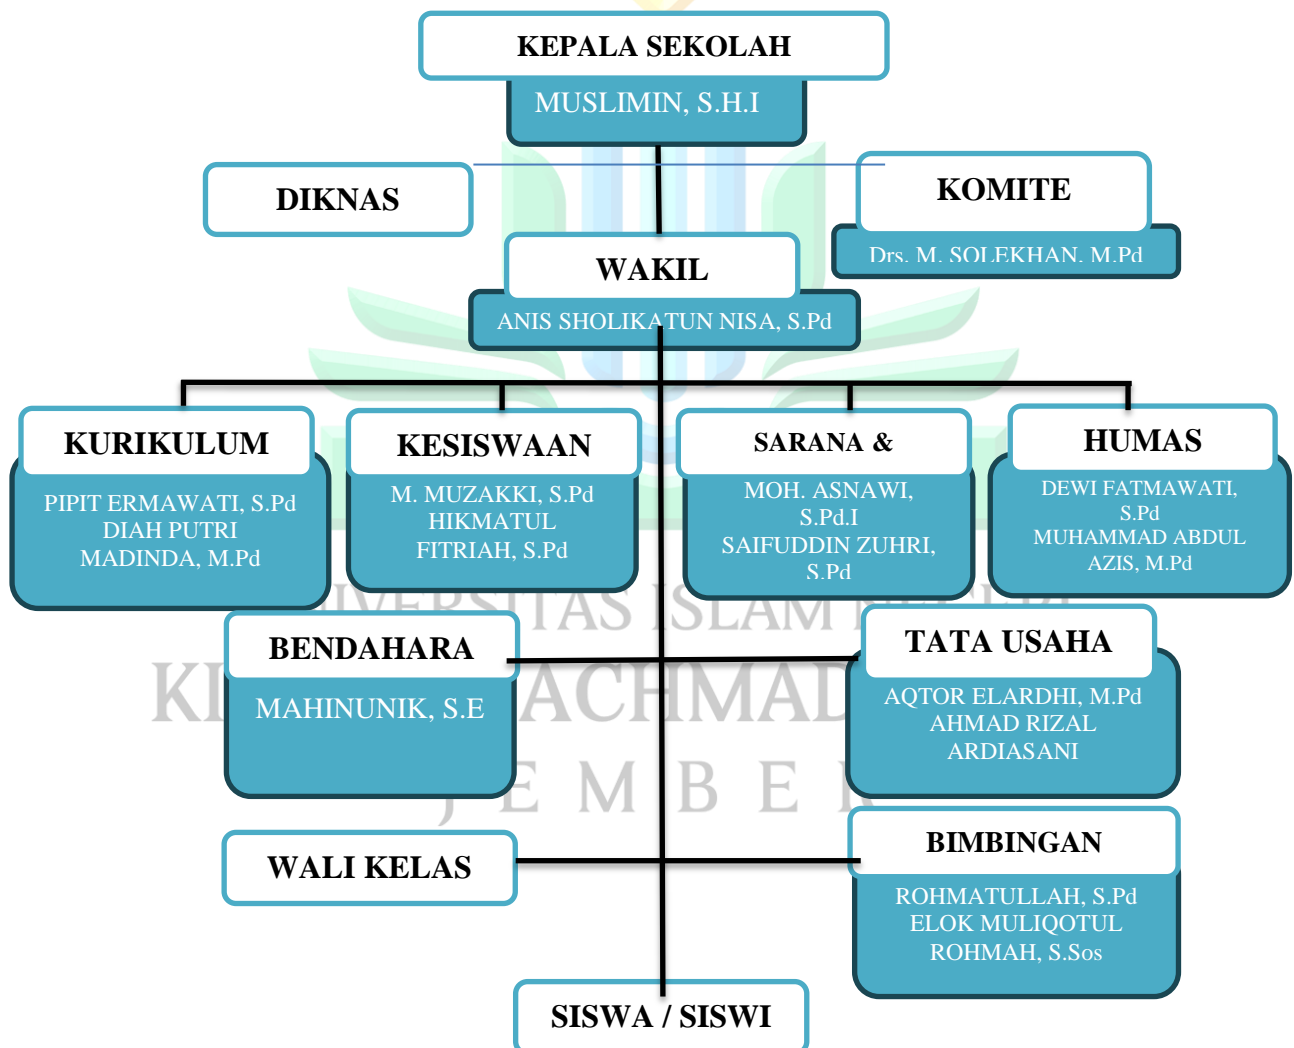 KEPALA SEKOLAH
MUSLIMIN, S.H.I
DIKNAS
KOMITE
Drs. M. SOLEKHAN, M.Pd
WAKIL
ANIS SHOLIKATUN NISA, S.Pd
KURIKULUM
PIPIT ERMAWATI, S.Pd
DIAH PUTRI
MADINDA, M.Pd
KESISWAAN
M. MUZAKKI, S.Pd
HIKMATUL
FITRIAH, S.Pd
SARANA &
MOH. ASNAWI,
S.Pd.I
SAIFUDDIN ZUHRI,
S.Pd
HUMAS
DEWI FATMAWATI,
S.Pd
MUHAMMAD ABDUL
AZIS, M.Pd
BENDAHARA
MAHINUNIK, S.E
TATA USAHA
AQTOR ELARDHI, M.Pd
AHMAD RIZAL
ARDIASANI
WALI KELAS
BIMBINGAN
ROHMATULLAH, S.Pd
ELOK MULIQOTUL
ROHMAH, S.Sos
SISWA / SISWI
ISLAM
JEMBER